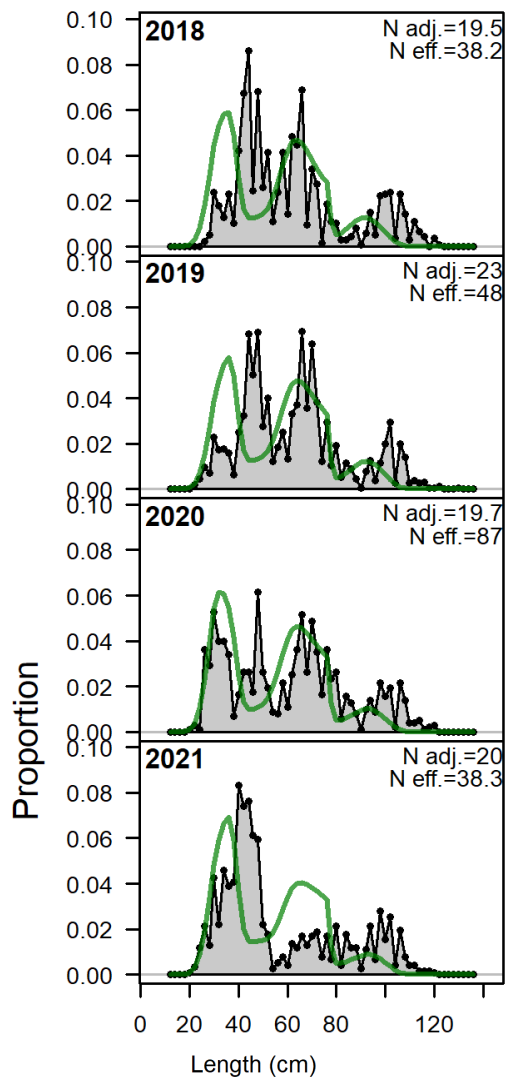 0.10
2018
N adj.=19.5
N eff.=38.2
0.08
0.06
0.04
0.02
0.00
0.10
2019
N adj.=23
N eff.=48
0.08
0.06
0.04
0.02
0.00
0.10
2020
N adj.=19.7
N eff.=87
0.08
0.06
0.04
0.02
0.00
0.10
2021
N adj.=20
N eff.=38.3
0.08
0.06
0.04
0.02
0.00
Proportion
0 20 40 60 80 120
Length (cm)